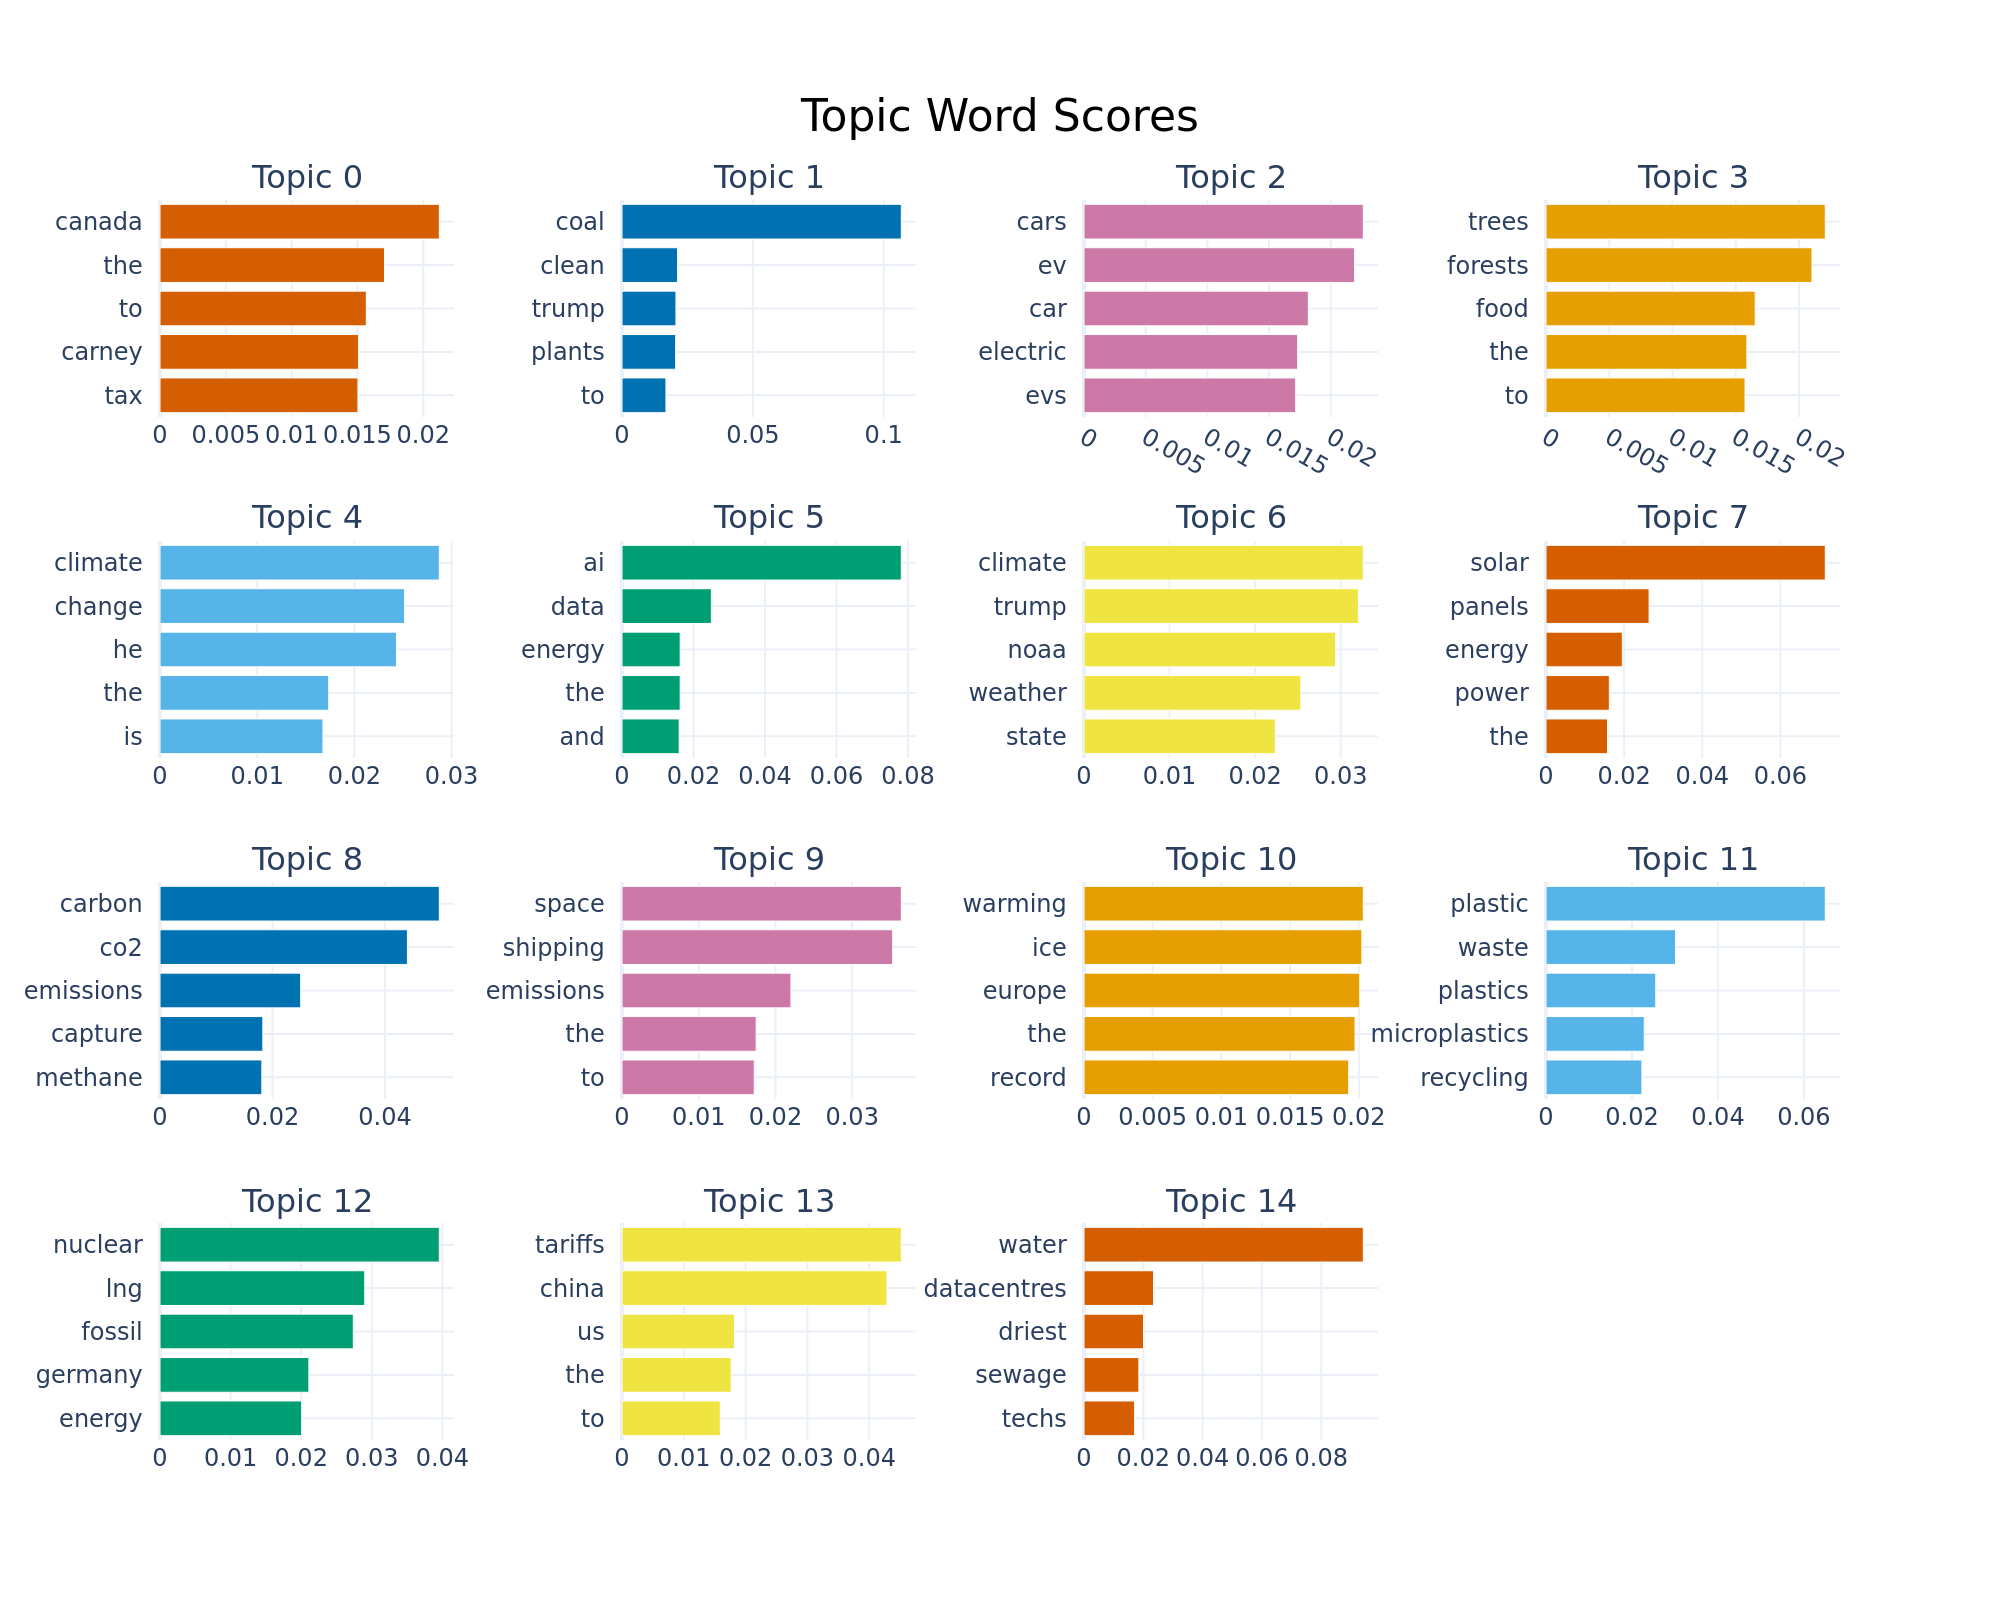 Topic Word Scores
Topic 0
canada
the
to
carney
tax
0 0.005 0.01 0.015 0.02
Topic 1
coal
clean
trump
plants
to
0 0.05 0.1
Topic 2
cars
ev
car
electric
evs
0 0.005 0.01 0.015 0.02
Topic 3
trees
forests
food
the
to
0 0.005 0.01 0.015 0.02
Topic 4
climate
change
he
the
is
0 0.01 0.02 0.03
Topic 5
ai
data
energy
the
and
0 0.02 0.04 0.06 0.08
Topic 6
climate
trump
noaa
weather
state
0 0.01 0.02 0.03
Topic 7
solar
panels
energy
power
the
0 0.02 0.04 0.06
Topic 8
carbon
co2
emissions
capture
methane
0 0.02 0.04
Topic 9
space
shipping
emissions
the
to
0 0.01 0.02 0.03
Topic 10
warming
ice
europe
the
record
0 0.005 0.01 0.015 0.02
Topic 11
plastic
waste
plastics
microplastics
recycling
0 0.02 0.04 0.06
Topic 12
nuclear
lng
fossil
germany
energy
0 0.01 0.02 0.03 0.04
Topic 13
tariffs
china
us
the
to
0 0.01 0.02 0.03 0.04
Topic 14
water
datacentres
driest
sewage
techs
0 0.02 0.04 0.06 0.08